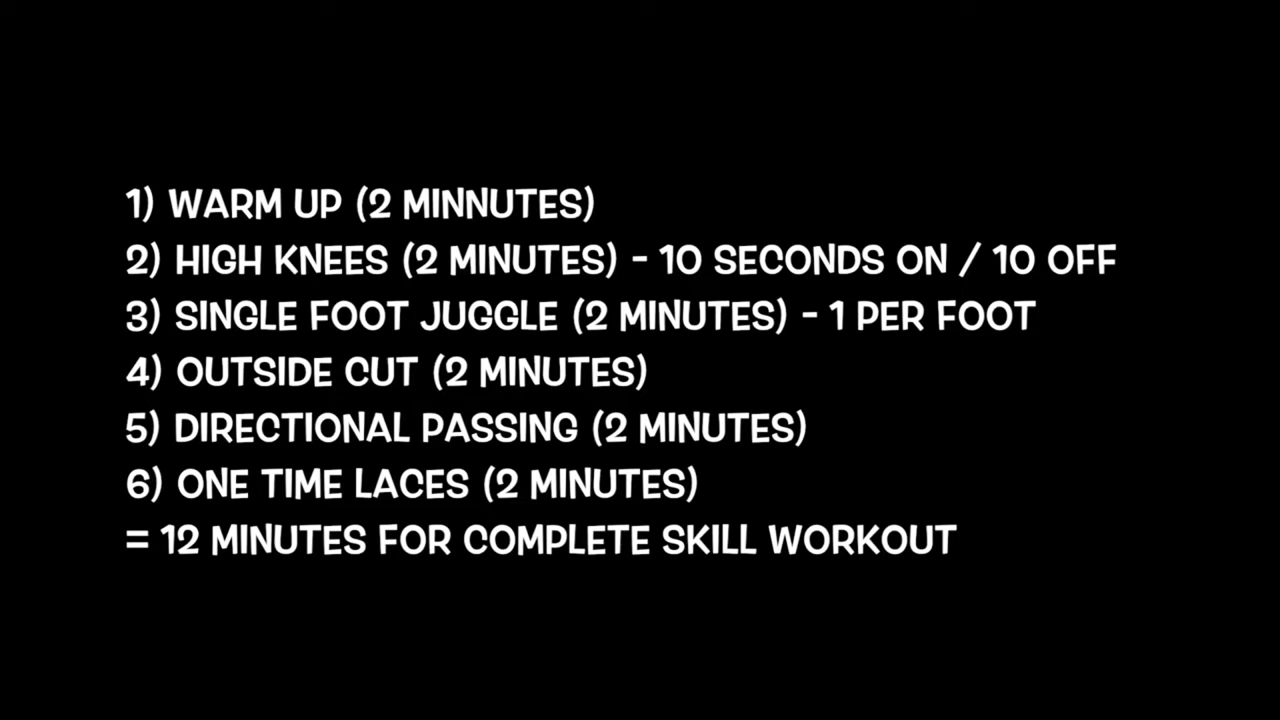 1) WARM UP (2 MINNUTES)
2) HIGH KNEES (2 MINUTES) - 10 SECONDS ON / 10 OFF
3) SINGLE FOOT JUGGLE (2 MINUTES) - 1 PER FOOT
4) OUTSIDE CUT (2 MINUTES)
5) DIRECTIONAL PASSING (2 MINUTES)
6) ONE TIME LACES (2 MINUTES)
= 12 MINUTES FOR COMPLETE SKILL WORKOUT